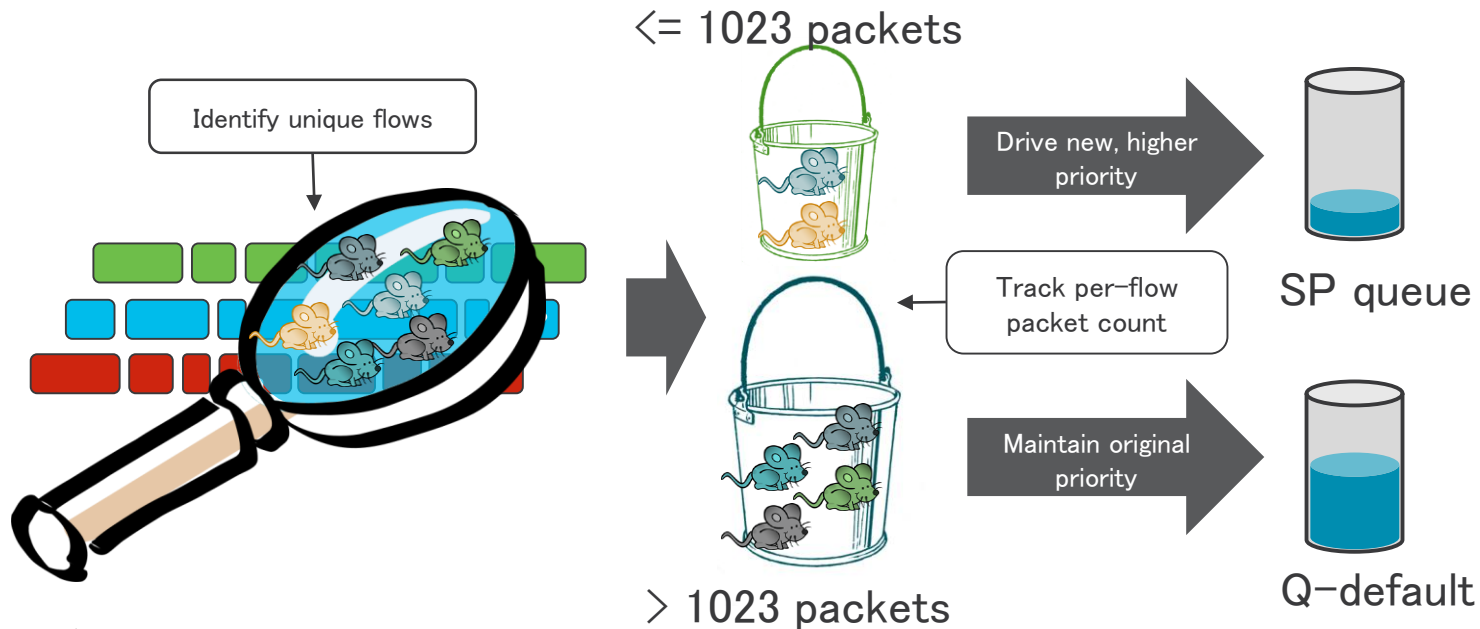 <= 1023 packets
Identify unique flows
Drive new, higher
priority
SP queue
Track per-flow
packet count
Maintain original
priority
Q-default
> 1023 packets